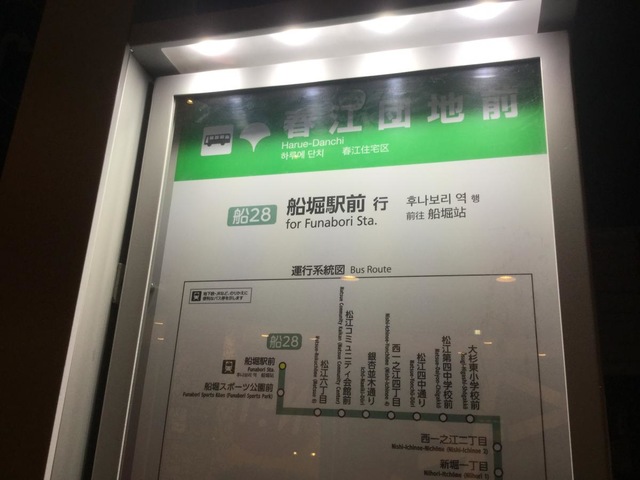 春江団地前
Harue-Danchi
하루에 단치 春江住宅区
船28 船堀駅前 行 후나보리 역 행
for Funabori Sta. 前往 船堀站
運行系統図 Bus Route
船28
船堀駅前
Funabori Sta.
船堀スポーツ公園前
松江六丁目
松江コミュニティ会館前
銀杏並木通り
西一之江四丁目
松江四中通り
松江第四中学校前
大杉東小学校前
西一之江二丁目
新堀一丁目